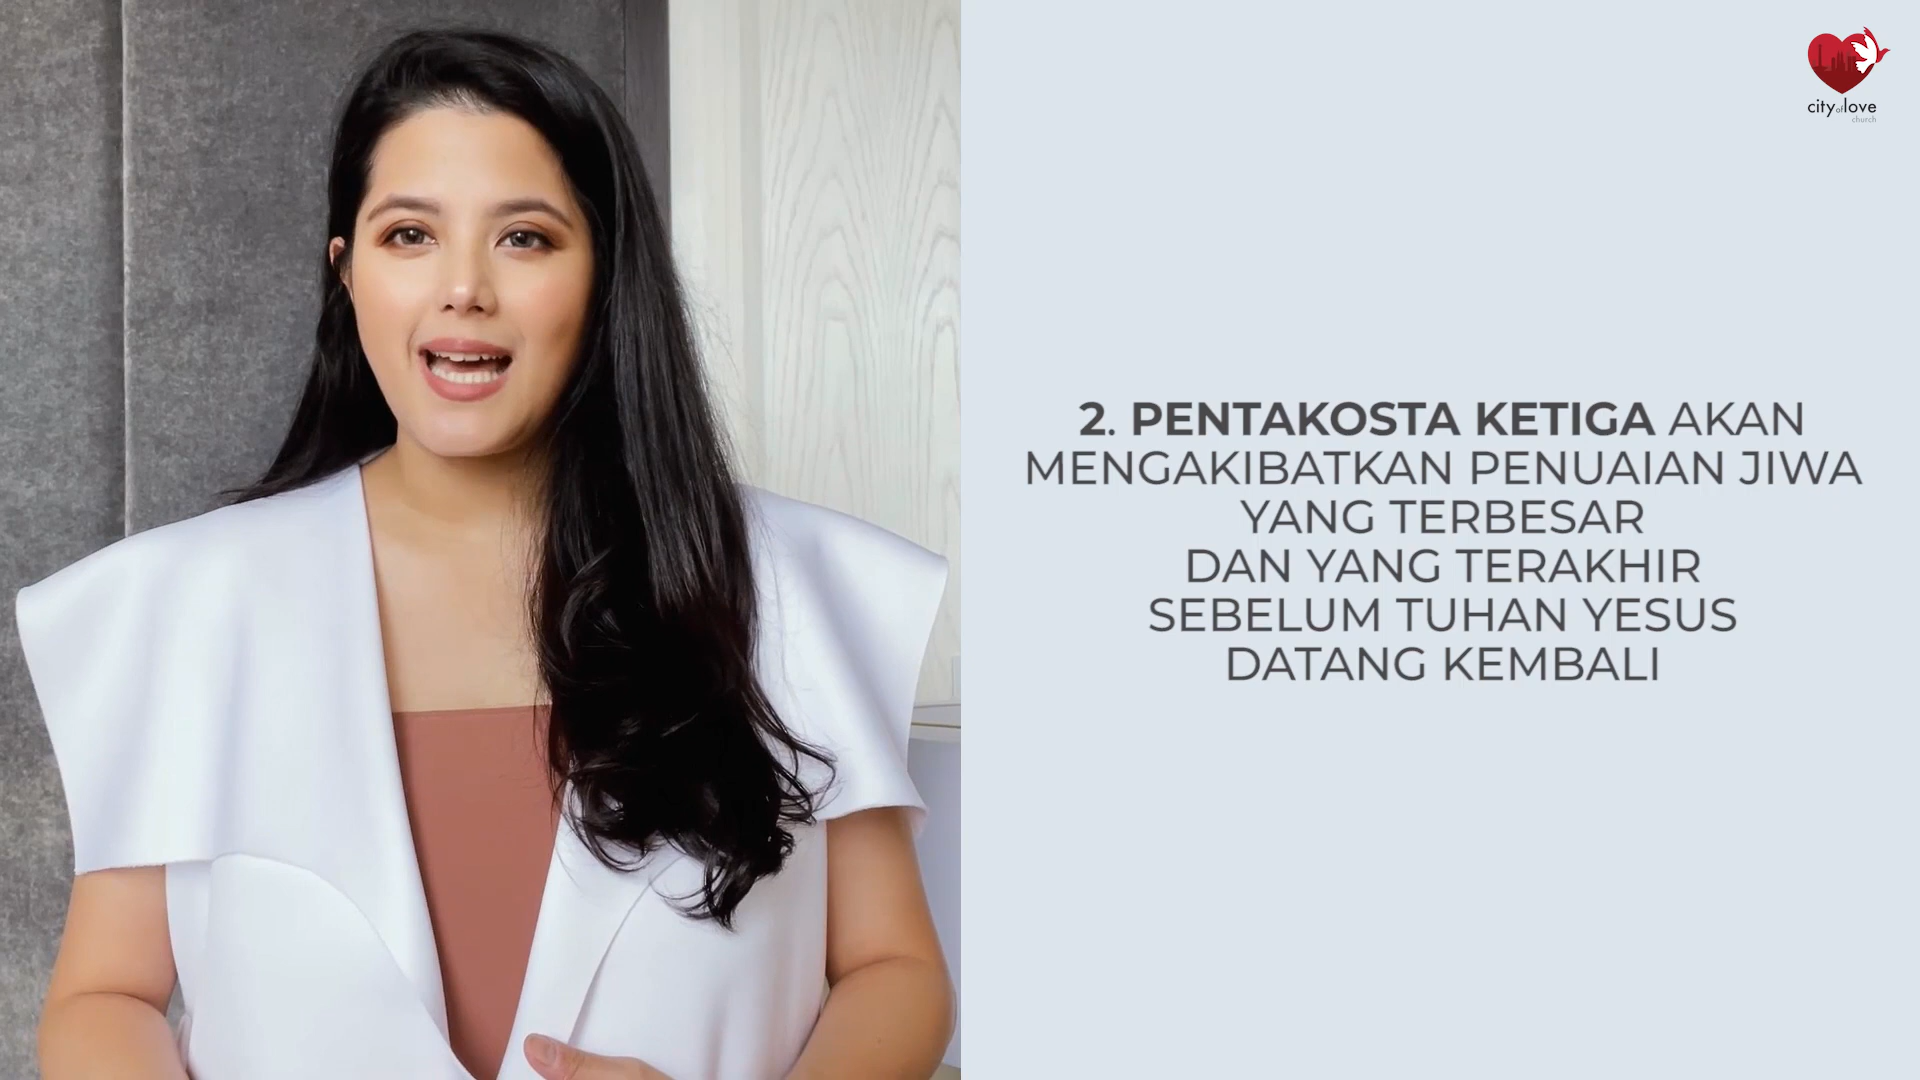 city of love
church
2. PENTAKOSTA KETIGA AKAN
MENGAKIBATKAN PENUAIAN JIWA
YANG TERBESAR
DAN YANG TERAKHIR
SEBELUM TUHAN YESUS
DATANG KEMBALI